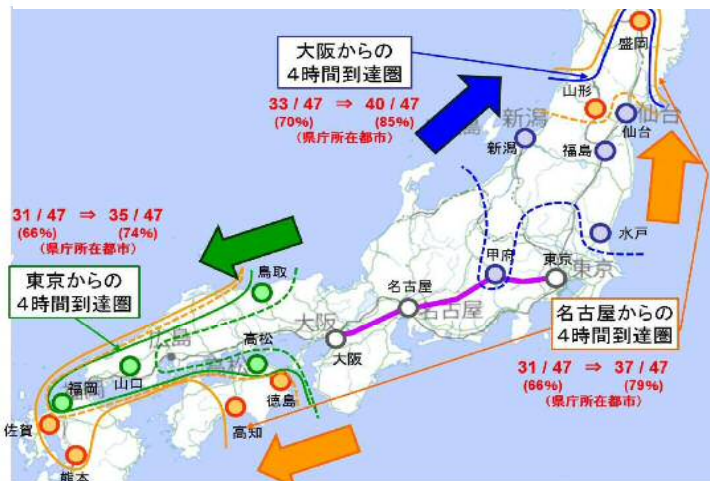 大阪からの
4時間到達圏
33 / 47 ⇒ 40 / 47
(70%) (85%)
(県庁所在都市)
盛岡
山形
仙台
仙台
新潟
新潟
福島
水戸
31 / 47 ⇒ 35 / 47
(66%) (74%)
(県庁所在都市)
東京からの
4時間到達圏
鳥取
甲府
東京
東京
名古屋
名古屋
大阪
大阪
名古屋からの
4時間到達圏
31 / 47 ⇒ 37 / 47
(66%) (79%)
(県庁所在都市)
高松
高松
山口
福岡
徳島
高知
佐賀
熊本